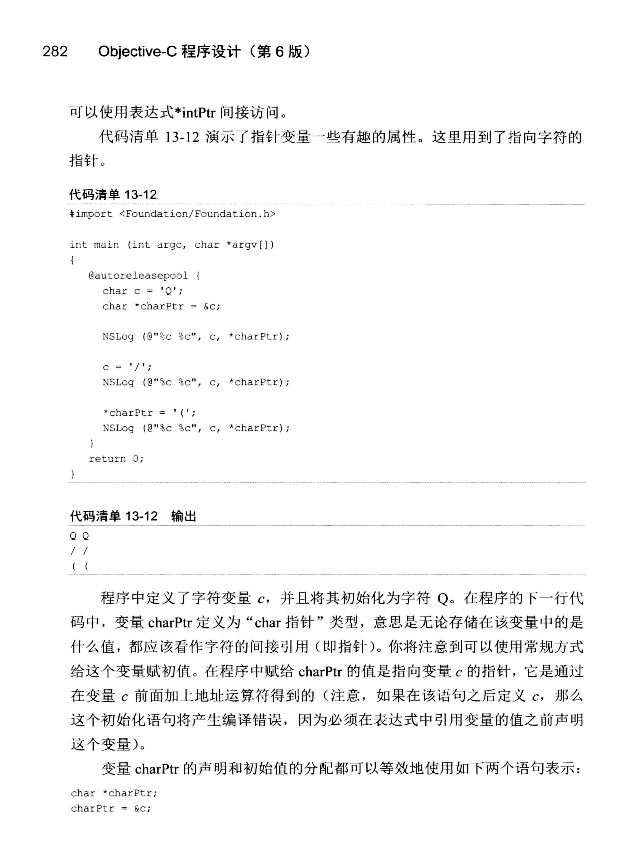 282 Objective-C 程序设计（第 6 版）
可以使用表达式*intPtr 间接访问。
代码清单 13-12 演示了指针变量一些有趣的属性。这里用到了指向字符的
指针。
代码清单 13-12
#import <Foundation/Foundation.h>
int main (int argc, char *argv[])
{
@autoreleasepool {
char c = 'Q';
char *charPtr = &c;
NSLog (@"%c %c", c, *charPtr);
c = '/';
NSLog (@"%c %c", c, *charPtr);
*charPtr = '(';
NSLog (@"%c %c", c, *charPtr);
}
return 0;
}
代码清单 13-12 输出
Q Q
/ /
( (
程序中定义了字符变量 c，并且将其初始化为字符 Q。在程序的下一行代
码中，变量 charPtr 定义为“char 指针”类型，意思是无论存储在该变量中的是
什么值，都应该看作字符的间接引用（即指针）。你将注意到可以使用常规方式
给这个变量赋初值。在程序中赋给 charPtr 的值是指向变量 c 的指针，它是通过
在变量 c 前面加上地址运算符得到的（注意，如果在该语句之后定义 c，那么
这个初始化语句将产生编译错误，因为必须在表达式中引用变量的值之前声明
这个变量）。
变量 charPtr 的声明和初始值的分配都可以等效地使用如下两个语句表示：
char *charPtr;
charPtr = &c;